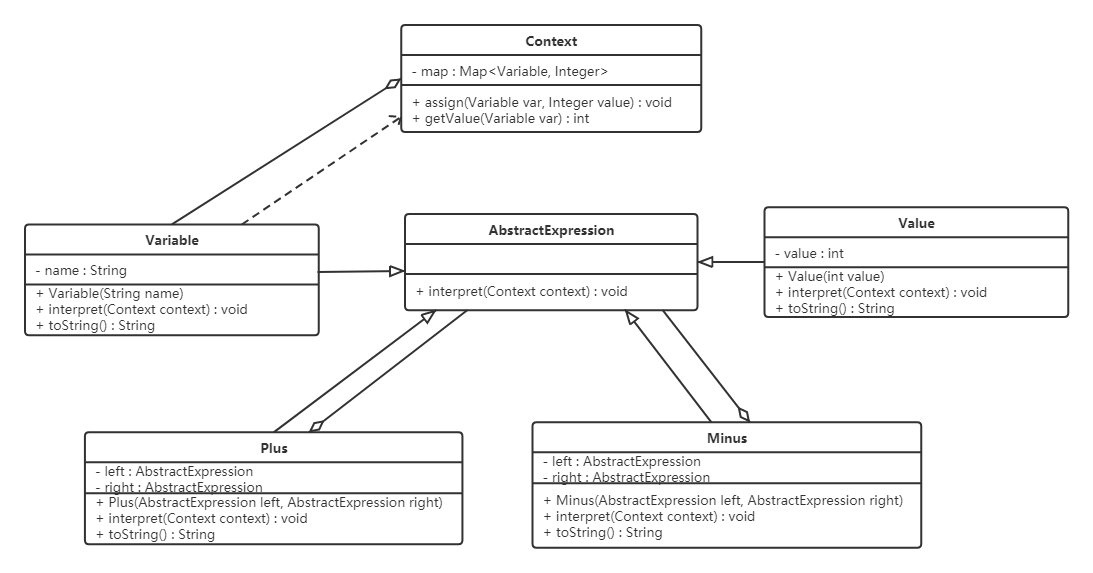 Context
- map : Map<Variable, Integer>
+ assign(Variable var, Integer value) : void
+ getValue(Variable var) : int
Variable
- name : String
+ Variable(String name)
+ interpret(Context context) : void
+ toString() : String
AbstractExpression
+ interpret(Context context) : void
Value
- value : int
+ Value(int value)
+ interpret(Context context) : void
+ toString() : String
Plus
- left : AbstractExpression
- right : AbstractExpression
+ Plus(AbstractExpression left, AbstractExpression right)
+ interpret(Context context) : void
+ toString() : String
Minus
- left : AbstractExpression
- right : AbstractExpression
+ Minus(AbstractExpression left, AbstractExpression right)
+ interpret(Context context) : void
+ toString() : String